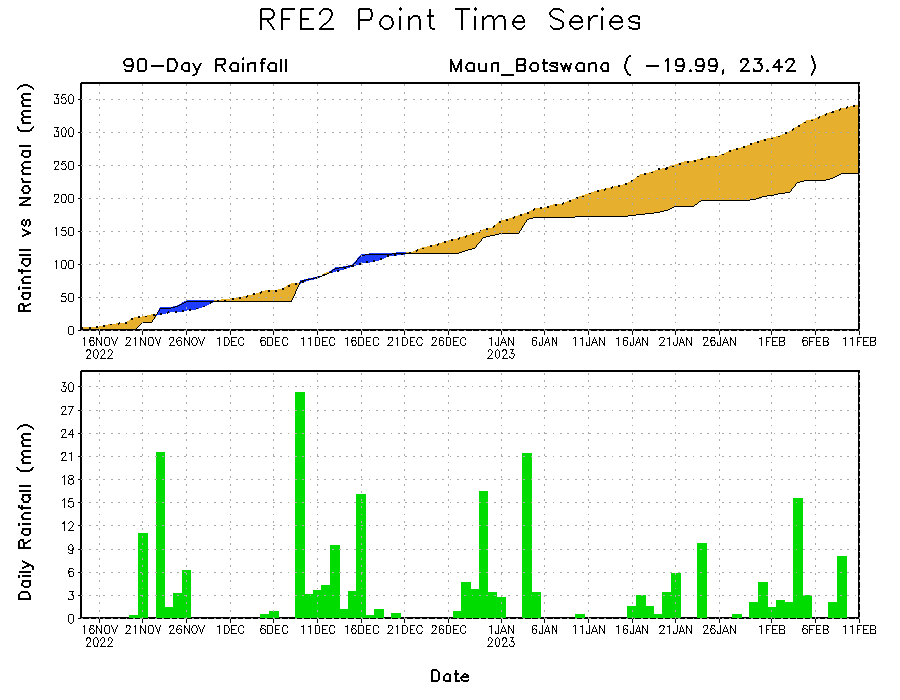 RFE2 Point Time Series
90-Day Rainfall
Maun_Botswana ( -19.99, 23.42 )
Rainfall vs Normal (mm)
350
300
250
200
150
100
50
0
16NOV 21NOV 26NOV 1DEC 6DEC 11DEC 16DEC 21DEC 26DEC 1JAN 6JAN 11JAN 16JAN 21JAN 26JAN 1FEB 6FEB 11FEB
2022 2023
Daily Rainfall (mm)
30
27
24
21
18
15
12
9
6
3
0
16NOV 21NOV 26NOV 1DEC 6DEC 11DEC 16DEC 21DEC 26DEC 1JAN 6JAN 11JAN 16JAN 21JAN 26JAN 1FEB 6FEB 11FEB
2022 2023
Date